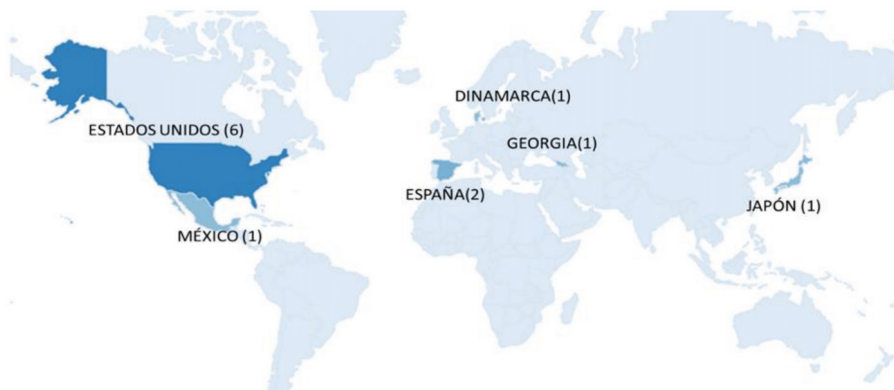 DINAMARCA(1)
ESTADOS UNIDOS (6)
GEORGIA(1)
ESPAÑA(2)
JAPÓN (1)
MÉXICO (1)